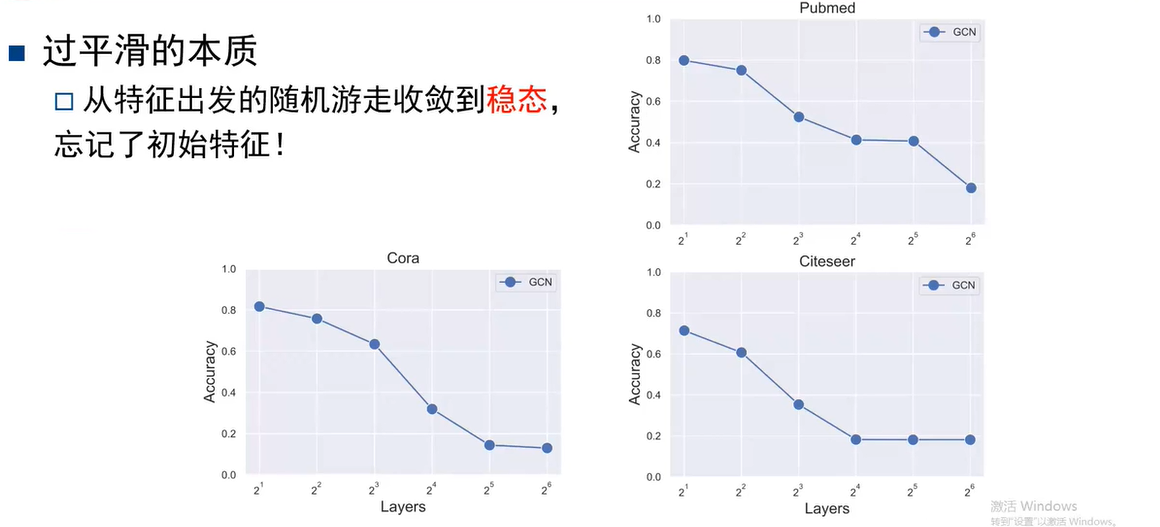 过平滑的本质
从特征出发的随机游走收敛到稳态，
忘记了初始特征！
Pubmed
GCN
Accuracy
1.0
0.8
0.6
0.4
0.2
0.0
2^1 2^2 2^3 2^4 2^5 2^6
Cora
GCN
Accuracy
1.0
0.8
0.6
0.4
0.2
0.0
2^1 2^2 2^3 2^4 2^5 2^6
Layers
Citeseer
GCN
Accuracy
1.0
0.8
0.6
0.4
0.2
0.0
2^1 2^2 2^3 2^4 2^5 2^6
Layers
激活 Windows
转到"设置"以激活 Windows。